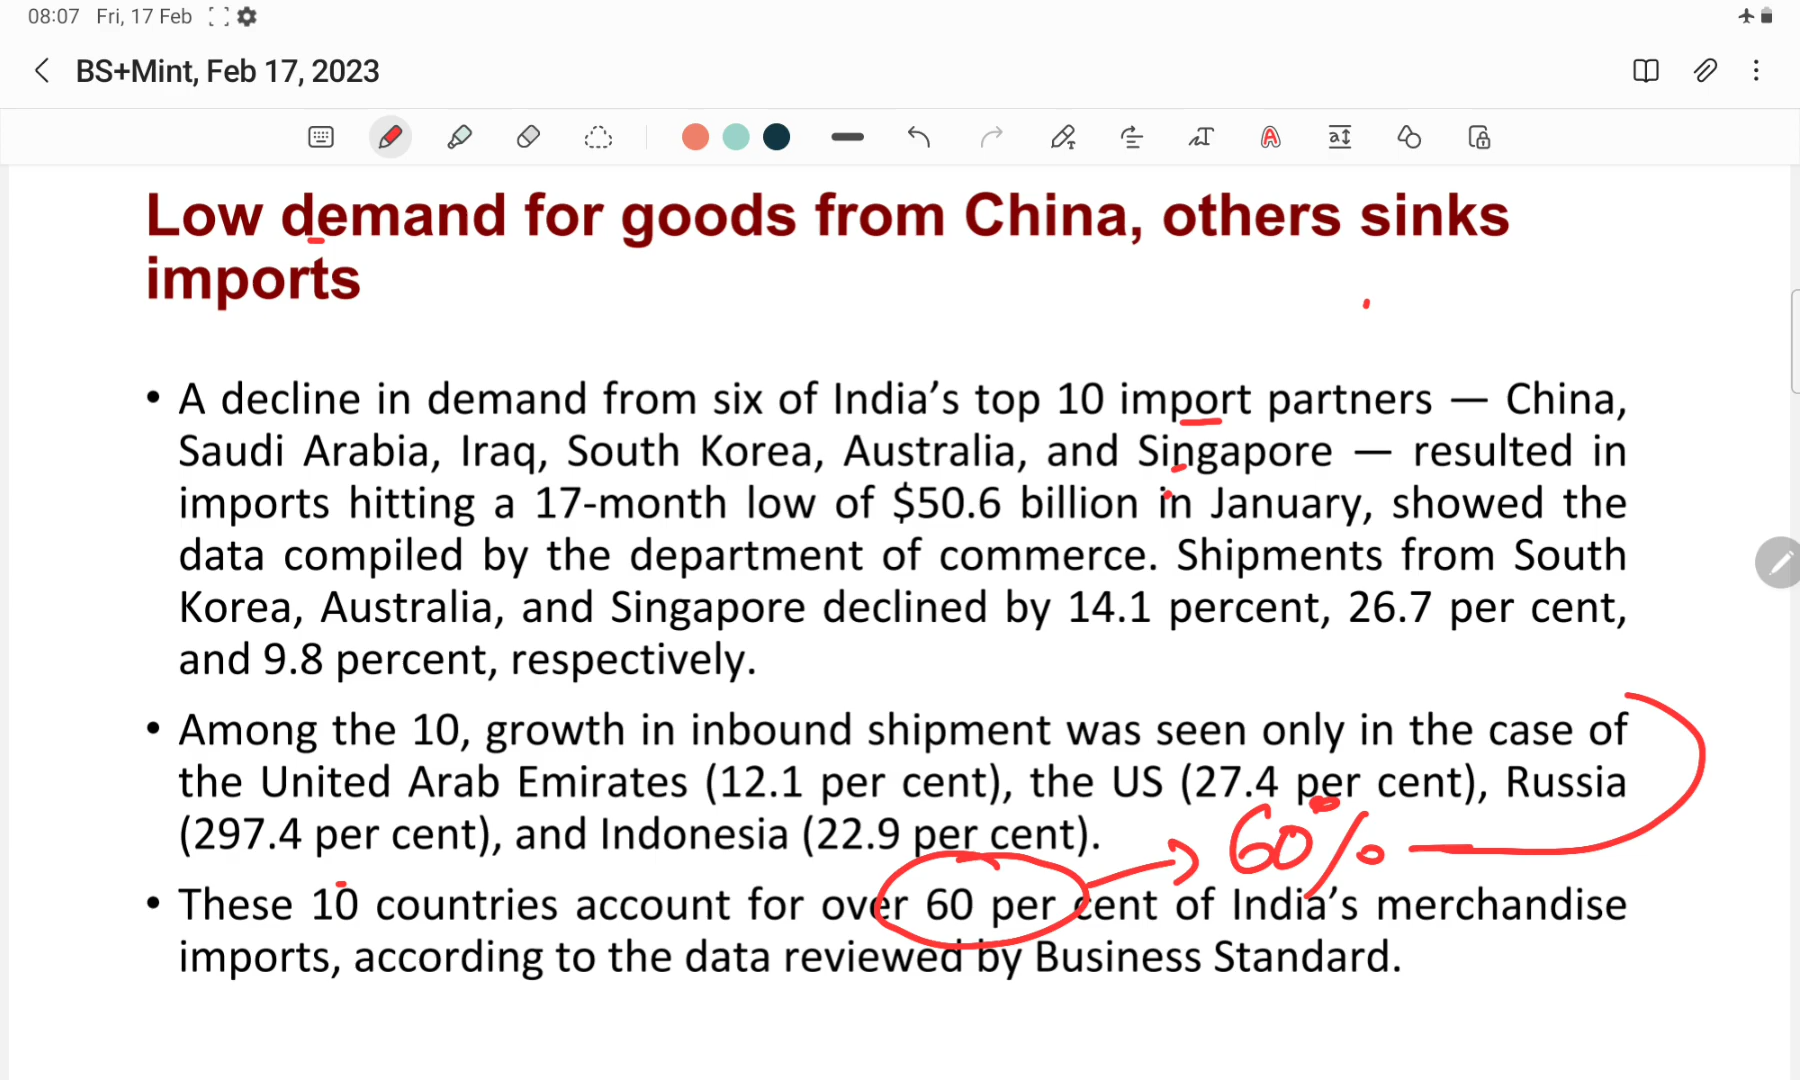 08:07 Fri, 17 Feb
BS+Mint, Feb 17, 2023
Low demand for goods from China, others sinks
imports
• A decline in demand from six of India’s top 10 import partners — China,
Saudi Arabia, Iraq, South Korea, Australia, and Singapore — resulted in
imports hitting a 17-month low of $50.6 billion in January, showed the
data compiled by the department of commerce. Shipments from South
Korea, Australia, and Singapore declined by 14.1 percent, 26.7 per cent,
and 9.8 percent, respectively.
• Among the 10, growth in inbound shipment was seen only in the case of
the United Arab Emirates (12.1 per cent), the US (27.4 per cent), Russia
(297.4 per cent), and Indonesia (22.9 per cent).
60%
• These 10 countries account for over 60 per cent of India’s merchandise
imports, according to the data reviewed by Business Standard.